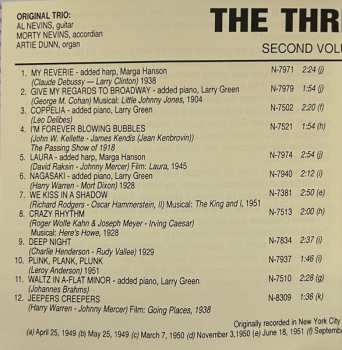 ORIGINAL TRIO:
AL NEVINS, guitar
MORTY NEVINS, accordian
ARTIE DUNN, organ
THE THR
SECOND VOLU
1. MY REVERIE - added harp, Marga Hanson N-7971 2:24 (j)
(Claude Debussy — Larry Clinton) 1938
2. GIVE MY REGARDS TO BROADWAY - added piano, Larry Green N-7979 1:54 (j)
(George M. Cohan) Musical: Little Johnny Jones, 1904
3. COPPELIA - added piano, Larry Green N-7502 2:20 (f)
(Leo Delibes)
4. I'M FOREVER BLOWING BUBBLES N-7521 1:54 (h)
(John W. Kellette - James Kendis (Jean Kenbrovin))
The Passing Show of 1918
5. LAURA - added harp, Marga Hanson N-7974 2:54 (j)
(David Raksin - Johnny Mercer) Film: Laura, 1945
6. NAGASAKI - added piano, Larry Green N-7940 2:12 (i)
(Harry Warren - Mort Dixon) 1928
7. WE KISS IN A SHADOW N-7381 2:50 (e)
(Richard Rodgers - Oscar Hammerstein, II) Musical: The King and I, 1951
8. CRAZY RHYTHM N-7513 2:00 (h)
(Roger Wolfe Kahn & Joseph Meyer - Irving Caesar)
Musical: Here's Howe, 1928
9. DEEP NIGHT N-7834 2:37 (i)
(Charlie Henderson - Rudy Vallee) 1929
10. PLINK, PLANK, PLUNK N-7937 1:46 (i)
(Leroy Anderson) 1951
11. WALTZ IN A-FLAT MINOR - added piano, Larry Green N-7510 2:28 (g)
(Johannes Brahms)
12. JEEPERS CREEPERS N-8309 1:36 (k)
(Harry Warren - Johnny Mercer) Film: Going Places, 1938
Originally recorded in New York City
(a) April 25, 1949 (b) May 25, 1949 (c) March 7, 1950 (d) November 3,1950 (e) June 18, 1951 (f) Septem